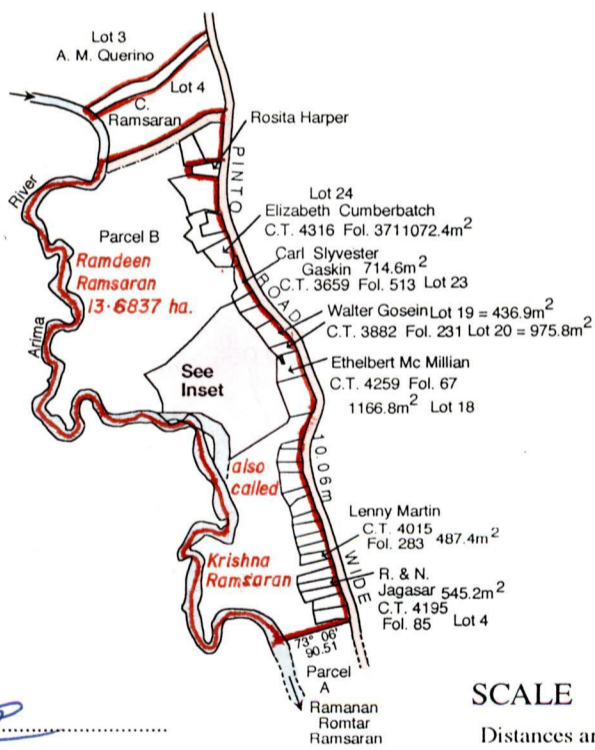 Lot 3
A. M. Querino
Lot 4
C.
Ramsaran
Rosita Harper
PINTO ROAD 10.06m WIDE
River
Arima
Lot 24
Elizabeth Cumberbatch
C.T. 4316 Fol. 3711072.4m²
Parcel B
Ramdeen
Ramsaran
13.6837 ha.
Carl Slyvester
Gaskin 714.6m²
C.T. 3659 Fol. 513 Lot 23
Walter Gosein Lot 19 = 436.9m²
C.T. 3882 Fol. 231 Lot 20 = 975.8m²
Ethelbert Mc Millian
C.T. 4259 Fol. 67
1166.8m² Lot 18
See
Inset
also
called
Krishna
Ramsaran
Lenny Martin
C.T. 4015
Fol. 283 487.4m²
R. & N.
Jagasar 545.2m²
C.T. 4195
Fol. 85 Lot 4
73° 06'
90.51
Parcel
A
Ramanan
Romtar
Ramsaran
SCALE
Distances ar